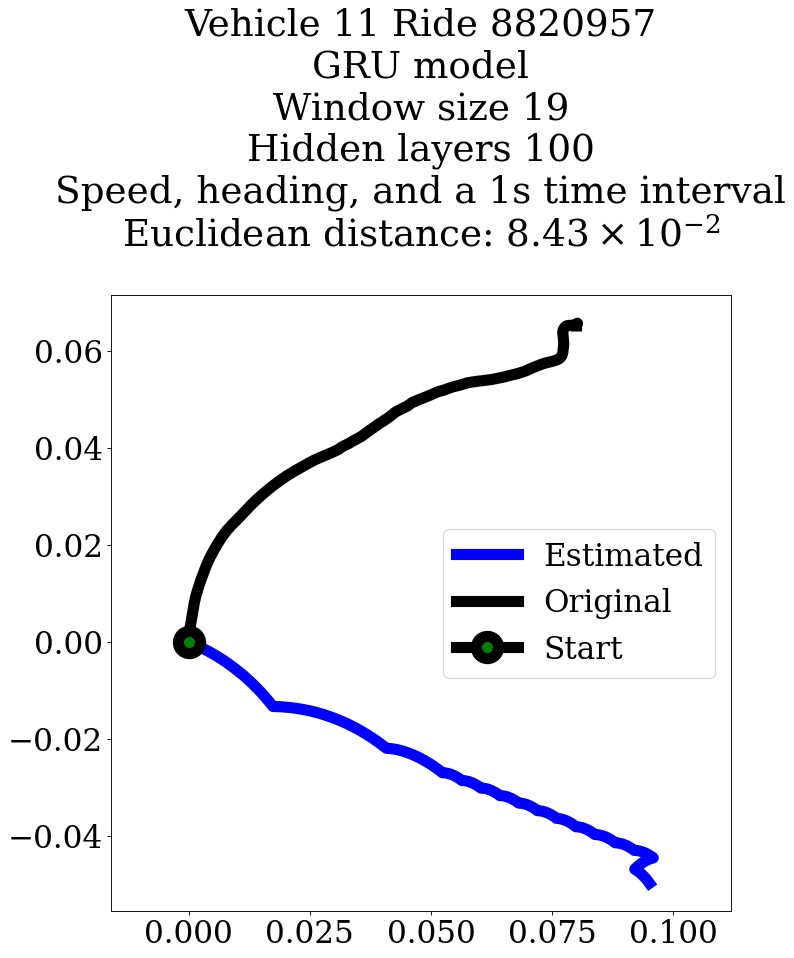 Vehicle 11 Ride 8820957
GRU model
Window size 19
Hidden layers 100
Speed, heading, and a 1s time interval
Euclidean distance: 8.43 × 10⁻²
0.06
0.04
0.02
0.00
−0.02
−0.04
Estimated
Original
Start
0.000 0.025 0.050 0.075 0.100